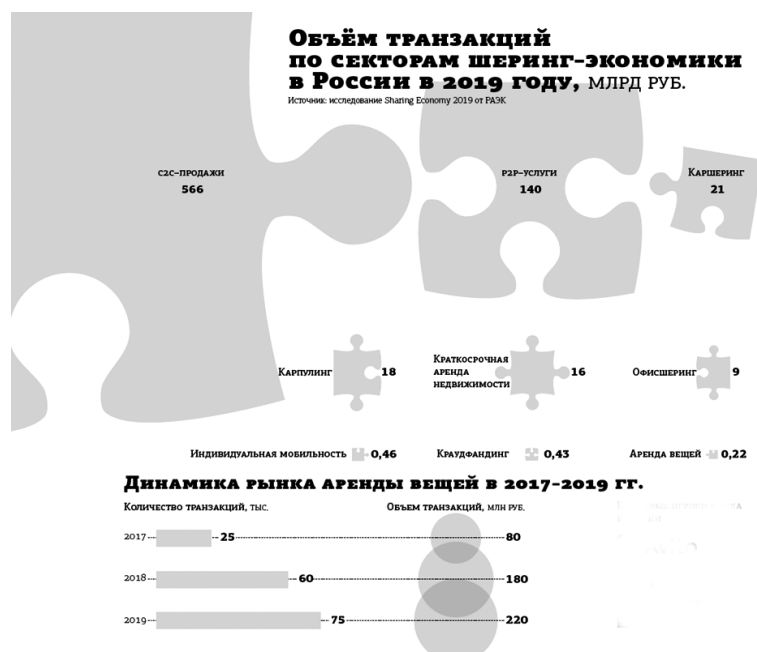 Объём транзакций
по секторам шеринг-экономики
в России в 2019 году, млрд руб.
Источник: исследование Sharing Economy 2019 от РАЭК
C2C-продажи
566
P2P-услуги
140
Каршеринг
21
Карпулинг 18
Краткосрочная
аренда
недвижимости
16
Офисшеринг 9
Индивидуальная мобильность 0,46
Краудфандинг 0,43
Аренда вещей 0,22
Динамика рынка аренды вещей в 2017-2019 гг.
Количество транзакций, тыс.
Объем транзакций, млн руб.
2017 25 80
2018 60 180
2019 75 220